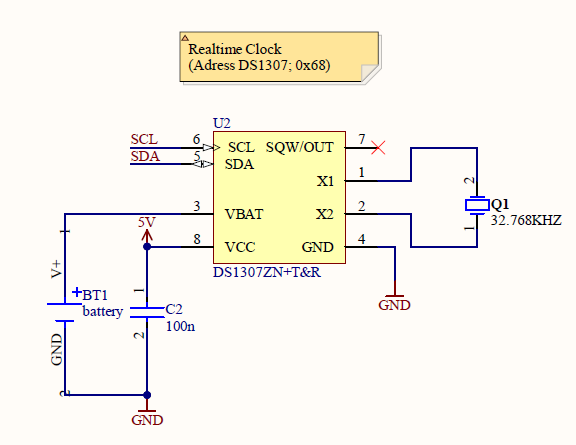 Realtime Clock
(Adress DS1307; 0x68)
U2
SCL 6 SCL SQW/OUT 7
SDA 5 SDA
X1 1
2
Q1
32.768KHZ
1
3 VBAT X2 2
5V
8 VCC GND 4
DS1307ZN+T&R
GND
1
V+
BT1
battery
GND
2
1
C2
100n
2
GND